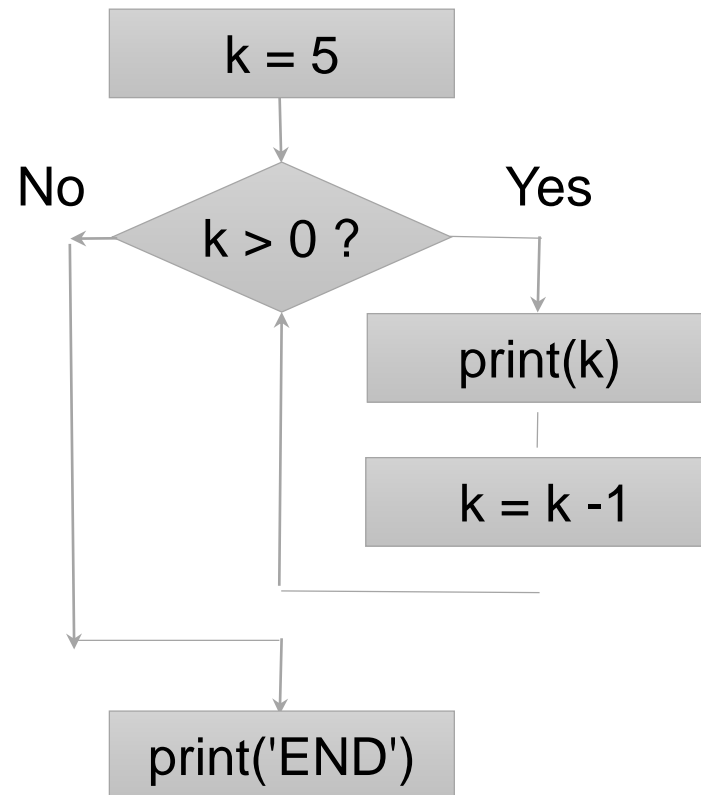 k = 5
No
Yes
k > 0 ?
print(k)
k = k -1
print('END')